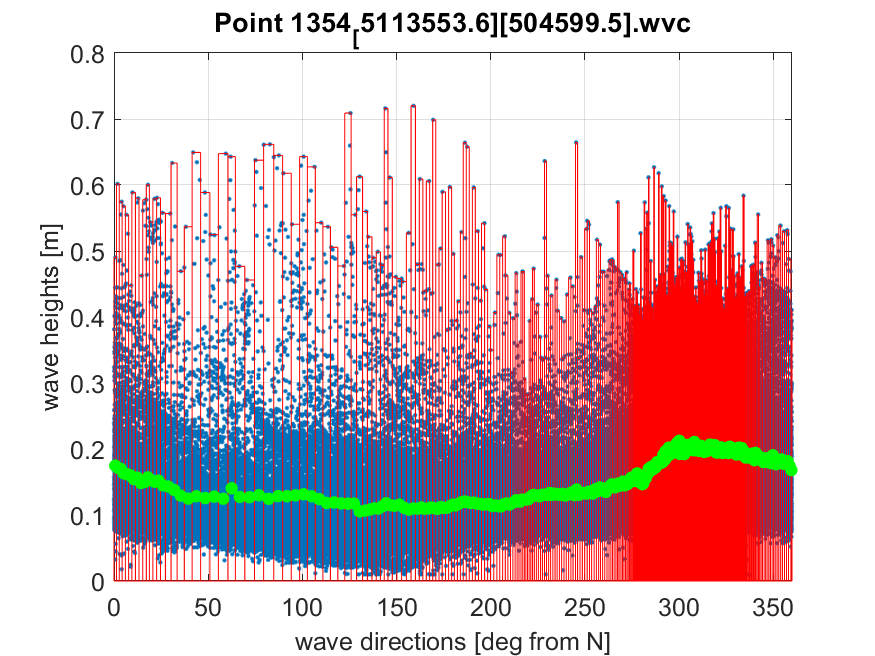 Point 1354[5113553.6][504599.5].wvc
0.8
0.7
0.6
0.5
0.4
0.3
0.2
0.1
0
wave heights [m]
0 50 100 150 200 250 300 350
wave directions [deg from N]